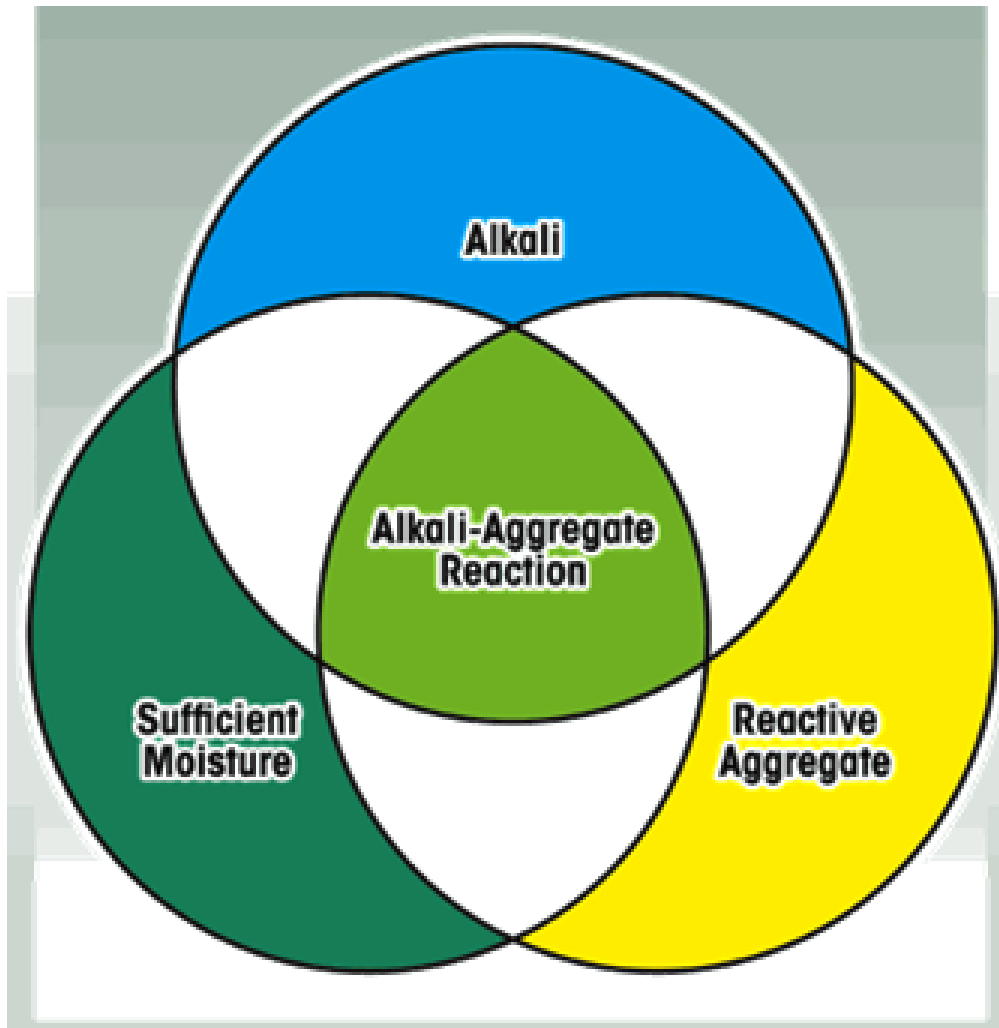 Alkali
Alkali-Aggregate
Reaction
Sufficient
Moisture
Reactive
Aggregate